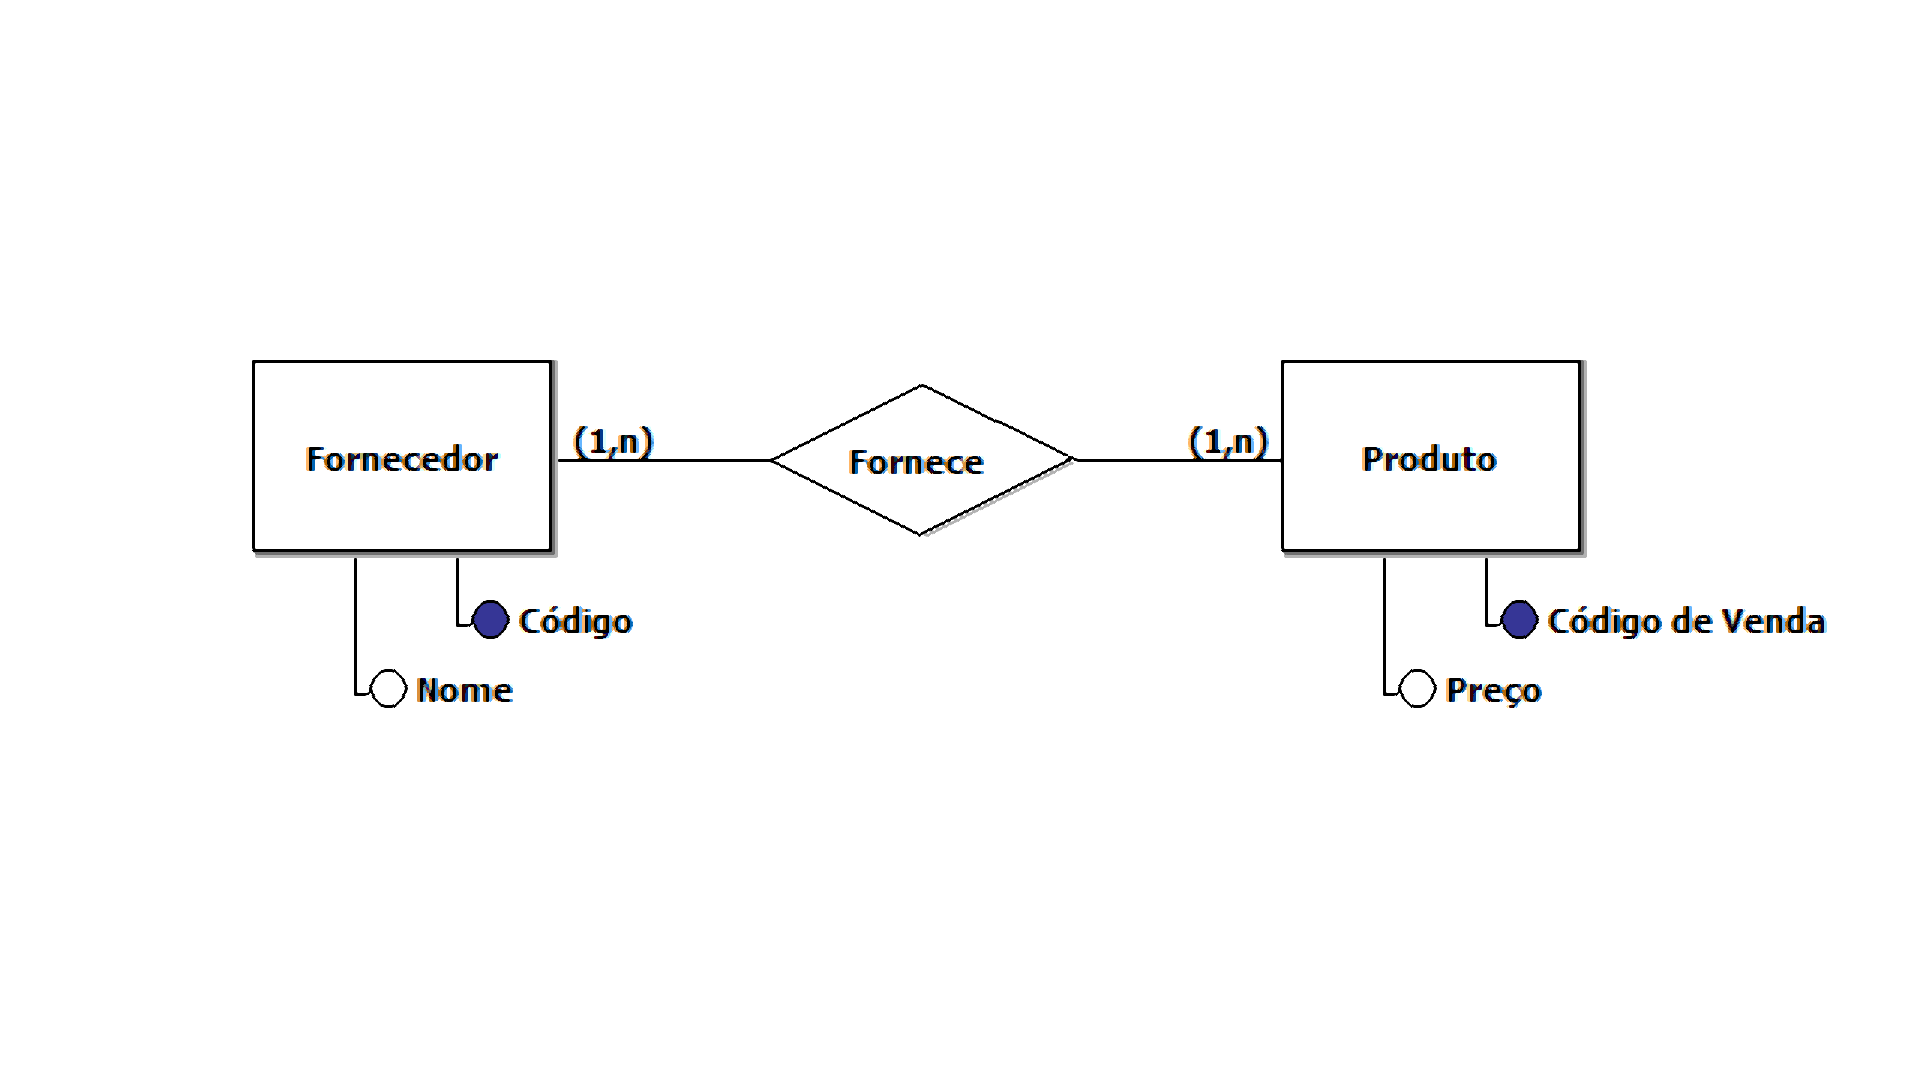 Fornecedor
(1,n)
Fornece
(1,n)
Produto
Código
Nome
Código de Venda
Preço